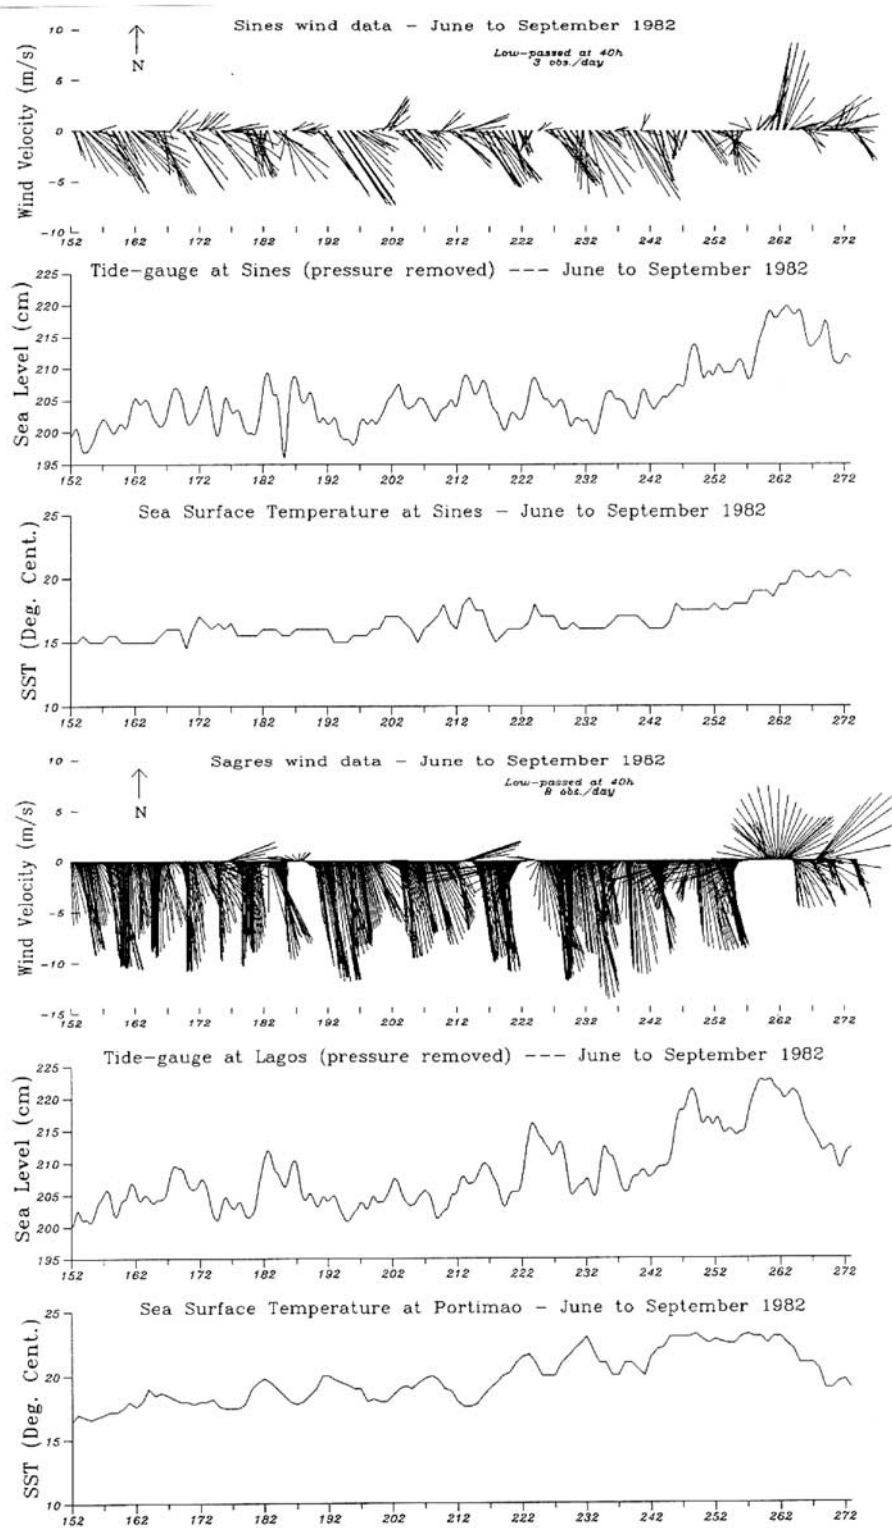 Sines wind data – June to September 1982
Low-passed at 40h
3 obs./day
N
Wind Velocity (m/s)
10
5
0
-5
-10
152 162 172 182 192 202 212 222 232 242 252 262 272
Tide-gauge at Sines (pressure removed) --- June to September 1982
Sea Level (cm)
225
220
215
210
205
200
195
152 162 172 182 192 202 212 222 232 242 252 262 272
Sea Surface Temperature at Sines – June to September 1982
SST (Deg. Cent.)
25
20
15
10
152 162 172 182 192 202 212 222 232 242 252 262 272
Sagres wind data – June to September 1982
Low-passed at 40h
8 obs./day
N
Wind Velocity (m/s)
10
5
0
-5
-10
-15
152 162 172 182 192 202 212 222 232 242 252 262 272
Tide-gauge at Lagos (pressure removed) --- June to September 1982
Sea Level (cm)
225
220
215
210
205
200
195
152 162 172 182 192 202 212 222 232 242 252 262 272
Sea Surface Temperature at Portimao – June to September 1982
SST (Deg. Cent.)
25
20
15
10
152 162 172 182 192 202 212 222 232 242 252 262 272